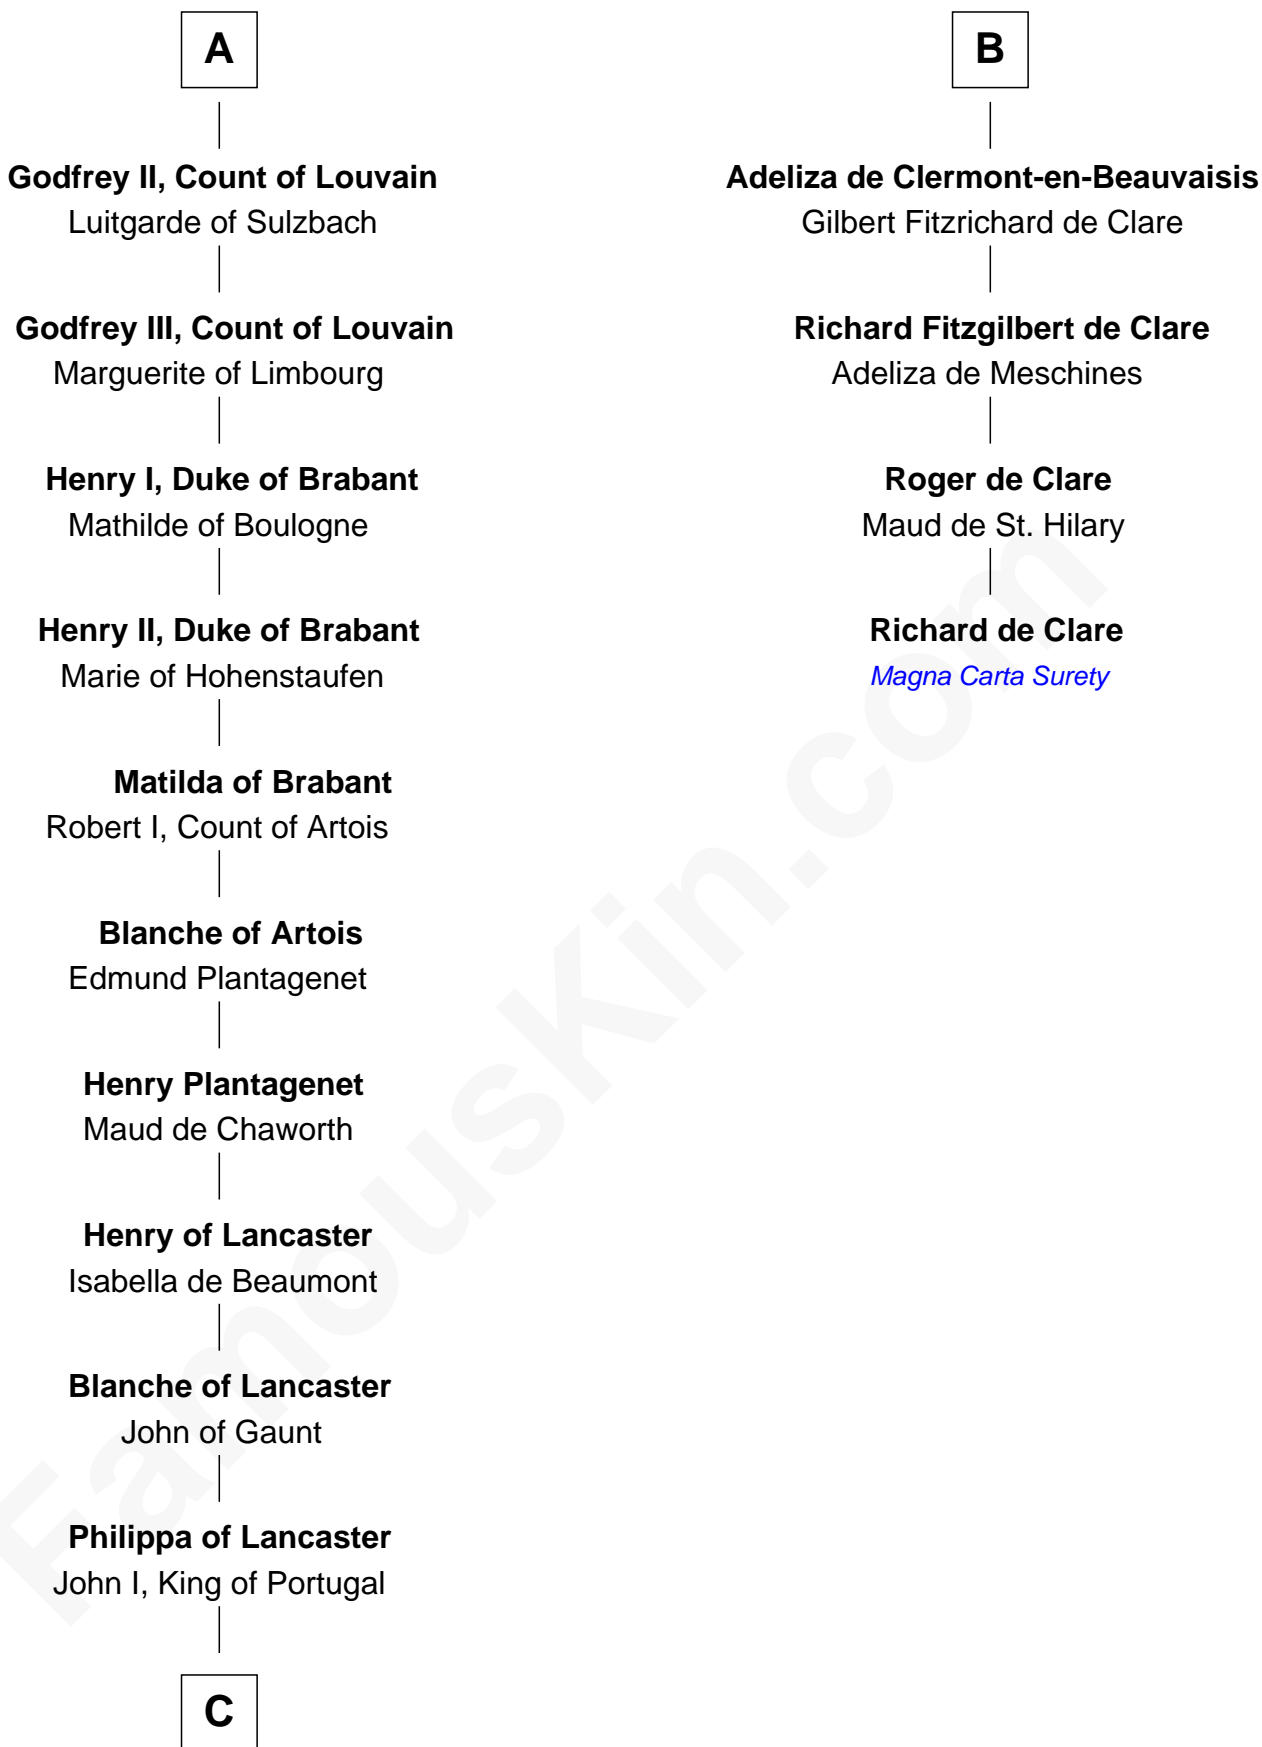 A
Godfrey II, Count of Louvain
Luitgarde of Sulzbach
Godfrey III, Count of Louvain
Marguerite of Limbourg
Henry I, Duke of Brabant
Mathilde of Boulogne
Henry II, Duke of Brabant
Marie of Hohenstaufen
Matilda of Brabant
Robert I, Count of Artois
Blanche of Artois
Edmund Plantagenet
Henry Plantagenet
Maud de Chaworth
Henry of Lancaster
Isabella de Beaumont
Blanche of Lancaster
John of Gaunt
Philippa of Lancaster
John I, King of Portugal
C
B
Adeliza de Clermont-en-Beauvaisis
Gilbert Fitzrichard de Clare
Richard Fitzgilbert de Clare
Adeliza de Meschines
Roger de Clare
Maud de St. Hilary
Richard de Clare
Magna Carta Surety
FamousKin.com